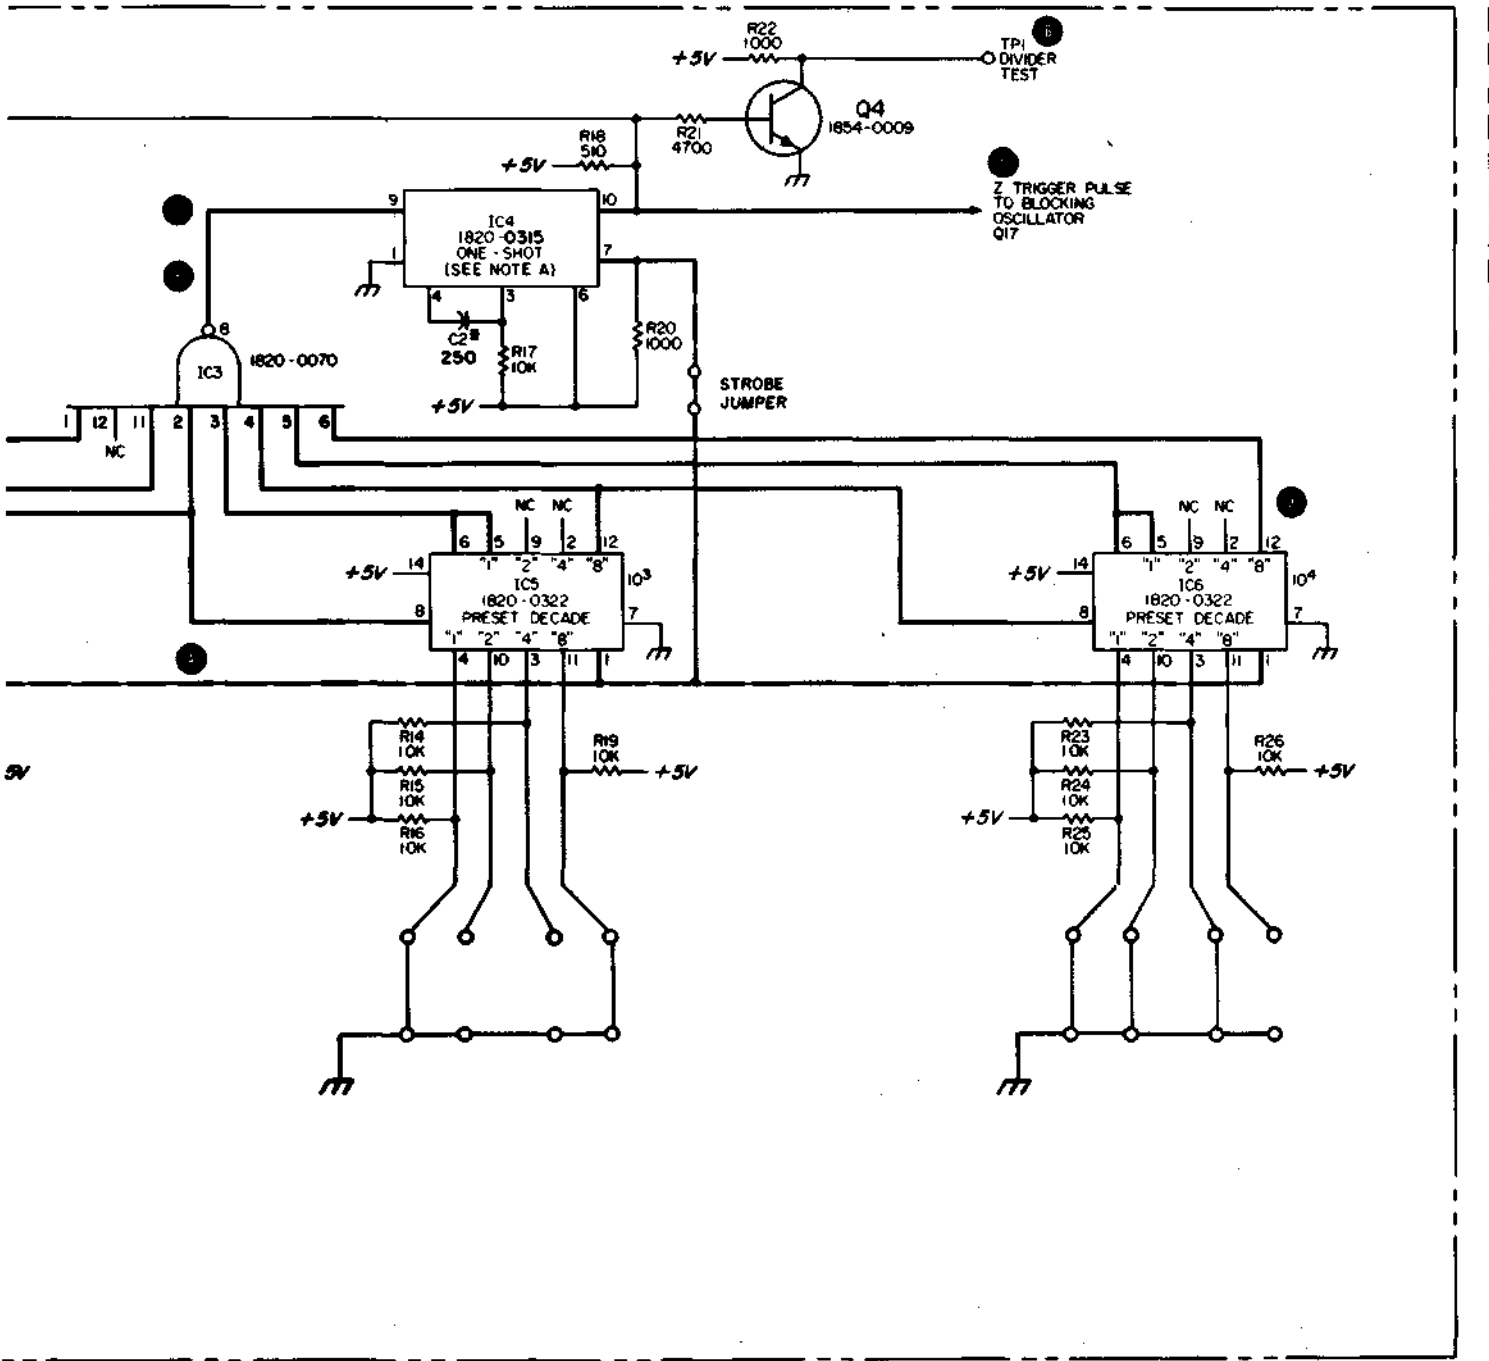 R22
1000
+5V
TP1
DIVIDER
TEST
Q4
1854-0009
R21
4700
R18
510
+5V
Z TRIGGER PULSE
TO BLOCKING
OSCILLATOR
Q17
9
10
IC4
1820-0315
ONE-SHOT
(SEE NOTE A)
1
7
4
3
6
C2*
250
R17
10K
R20
1000
+5V
STROBE
JUMPER
8
1820-0070
IC3
1
12
11
2
3
4
5
6
NC
NC NC
6 5 9 2 12
"1" "2" "4" "8"
14
+5V
IC5
1820-0322
PRESET DECADE
10³
8
7
"1" "2" "4" "8"
4 10 3 11 1
NC NC
6 5 9 2 12
"1" "2" "4" "8"
14
+5V
IC6
1820-0322
PRESET DECADE
10⁴
8
7
"1" "2" "4" "8"
4 10 3 11 1
5V
R14
10K
R15
10K
R16
10K
+5V
R19
10K
+5V
R23
10K
R24
10K
R25
10K
+5V
R26
10K
+5V